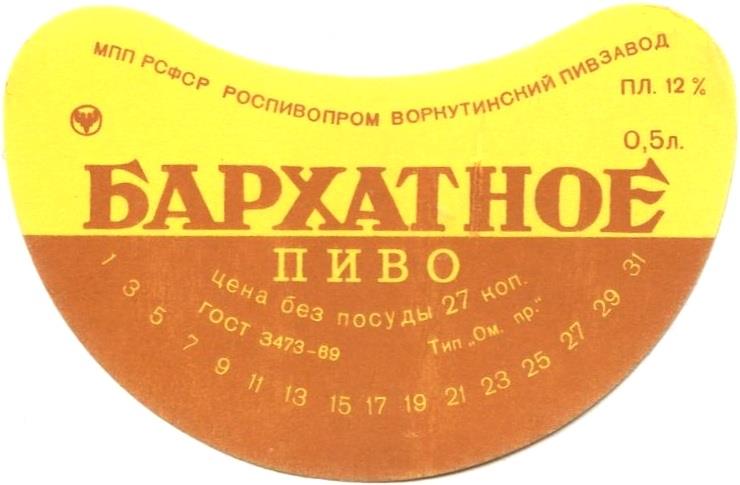 МПП РСФСР РОСПИВОПРОМ ВОРКУТИНСКИЙ ПИВЗАВОД
ПЛ. 12 %
0,5л.
БАРХАТНОЕ
ПИВО
цена без посуды 27 коп.
ГОСТ 3473-69
Тип „Ом. пр.“
1 3 5 7 9 11 13 15 17 19 21 23 25 27 29 31